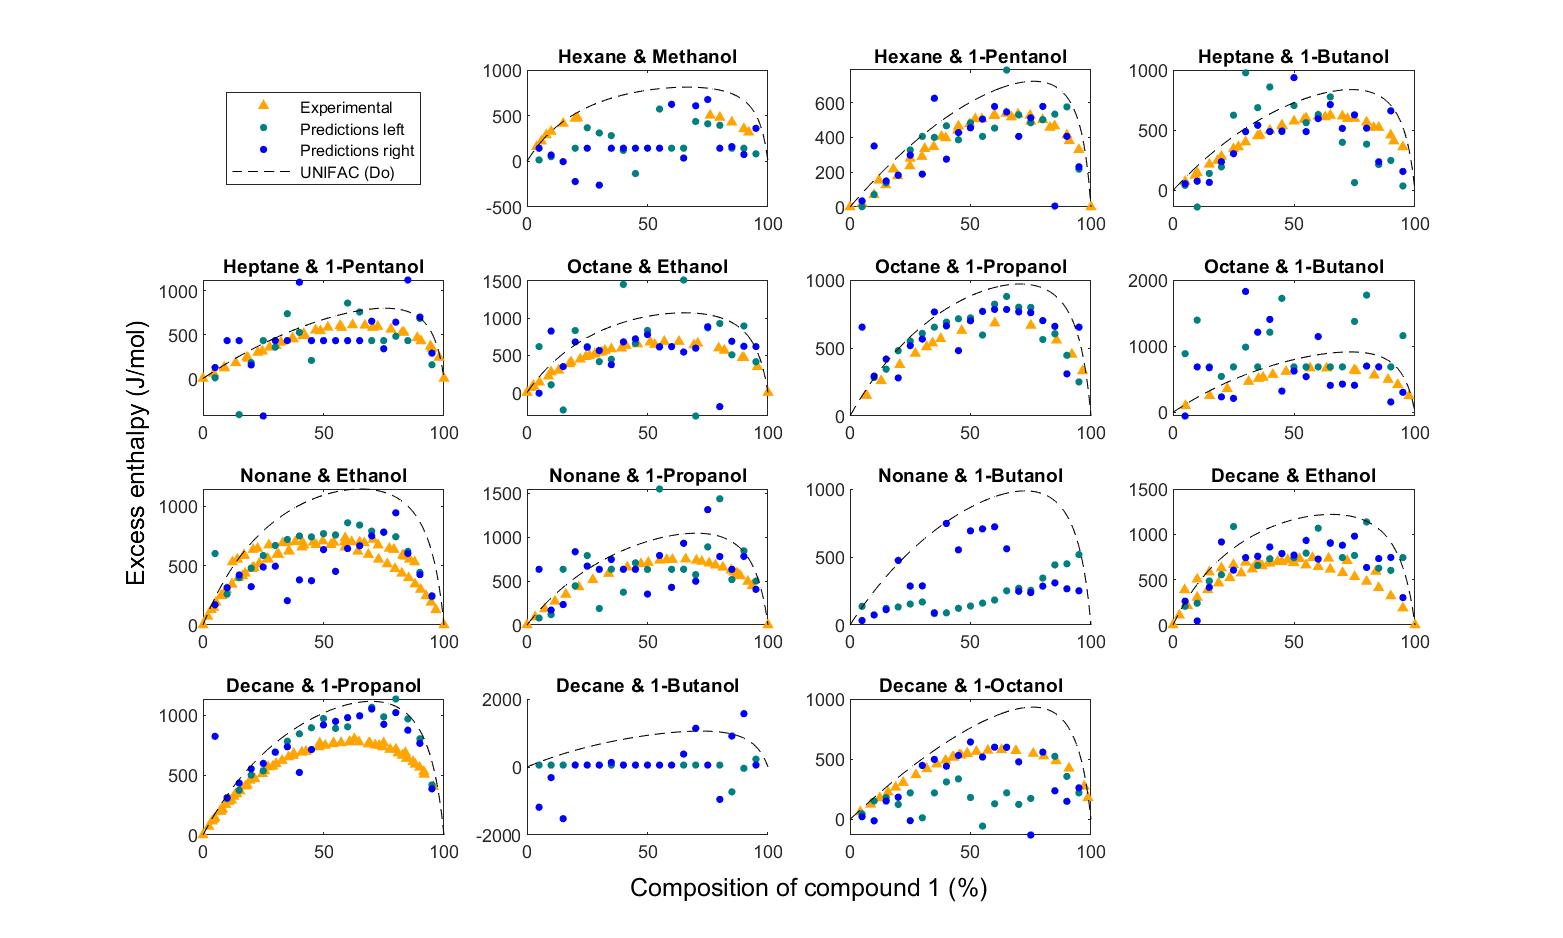 Experimental
Predictions left
Predictions right
UNIFAC (Do)
Hexane & Methanol
1000
500
0
-500
0 50 100
Hexane & 1-Pentanol
600
400
200
0
0 50 100
Heptane & 1-Butanol
1000
500
0
0 50 100
Heptane & 1-Pentanol
1000
500
0
0 50 100
Octane & Ethanol
1500
1000
500
0
0 50 100
Octane & 1-Propanol
1000
500
0
0 50 100
Octane & 1-Butanol
2000
1000
0
0 50 100
Nonane & Ethanol
1000
500
0
0 50 100
Nonane & 1-Propanol
1500
1000
500
0
0 50 100
Nonane & 1-Butanol
1000
500
0
0 50 100
Decane & Ethanol
1500
1000
500
0
0 50 100
Decane & 1-Propanol
1000
500
0
0 50 100
Decane & 1-Butanol
2000
0
-2000
0 50 100
Decane & 1-Octanol
1000
500
0
0 50 100
Excess enthalpy (J/mol)
Composition of compound 1 (%)